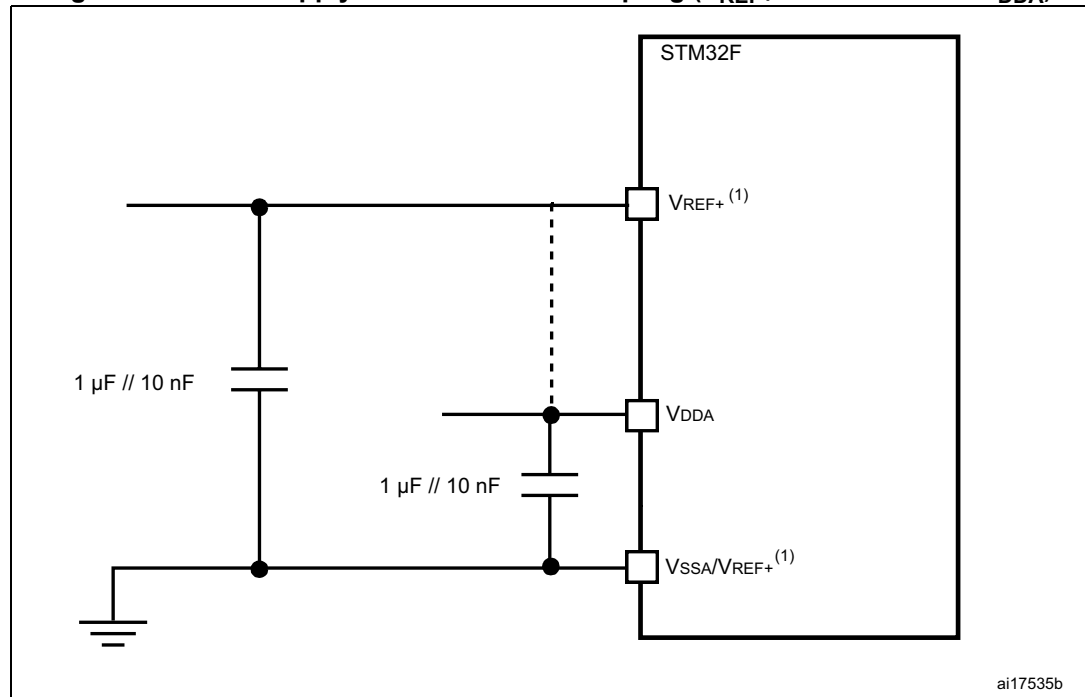 STM32F
VREF+ (1)
1 µF // 10 nF
VDDA
1 µF // 10 nF
VSSA/VREF+ (1)
ai17535b